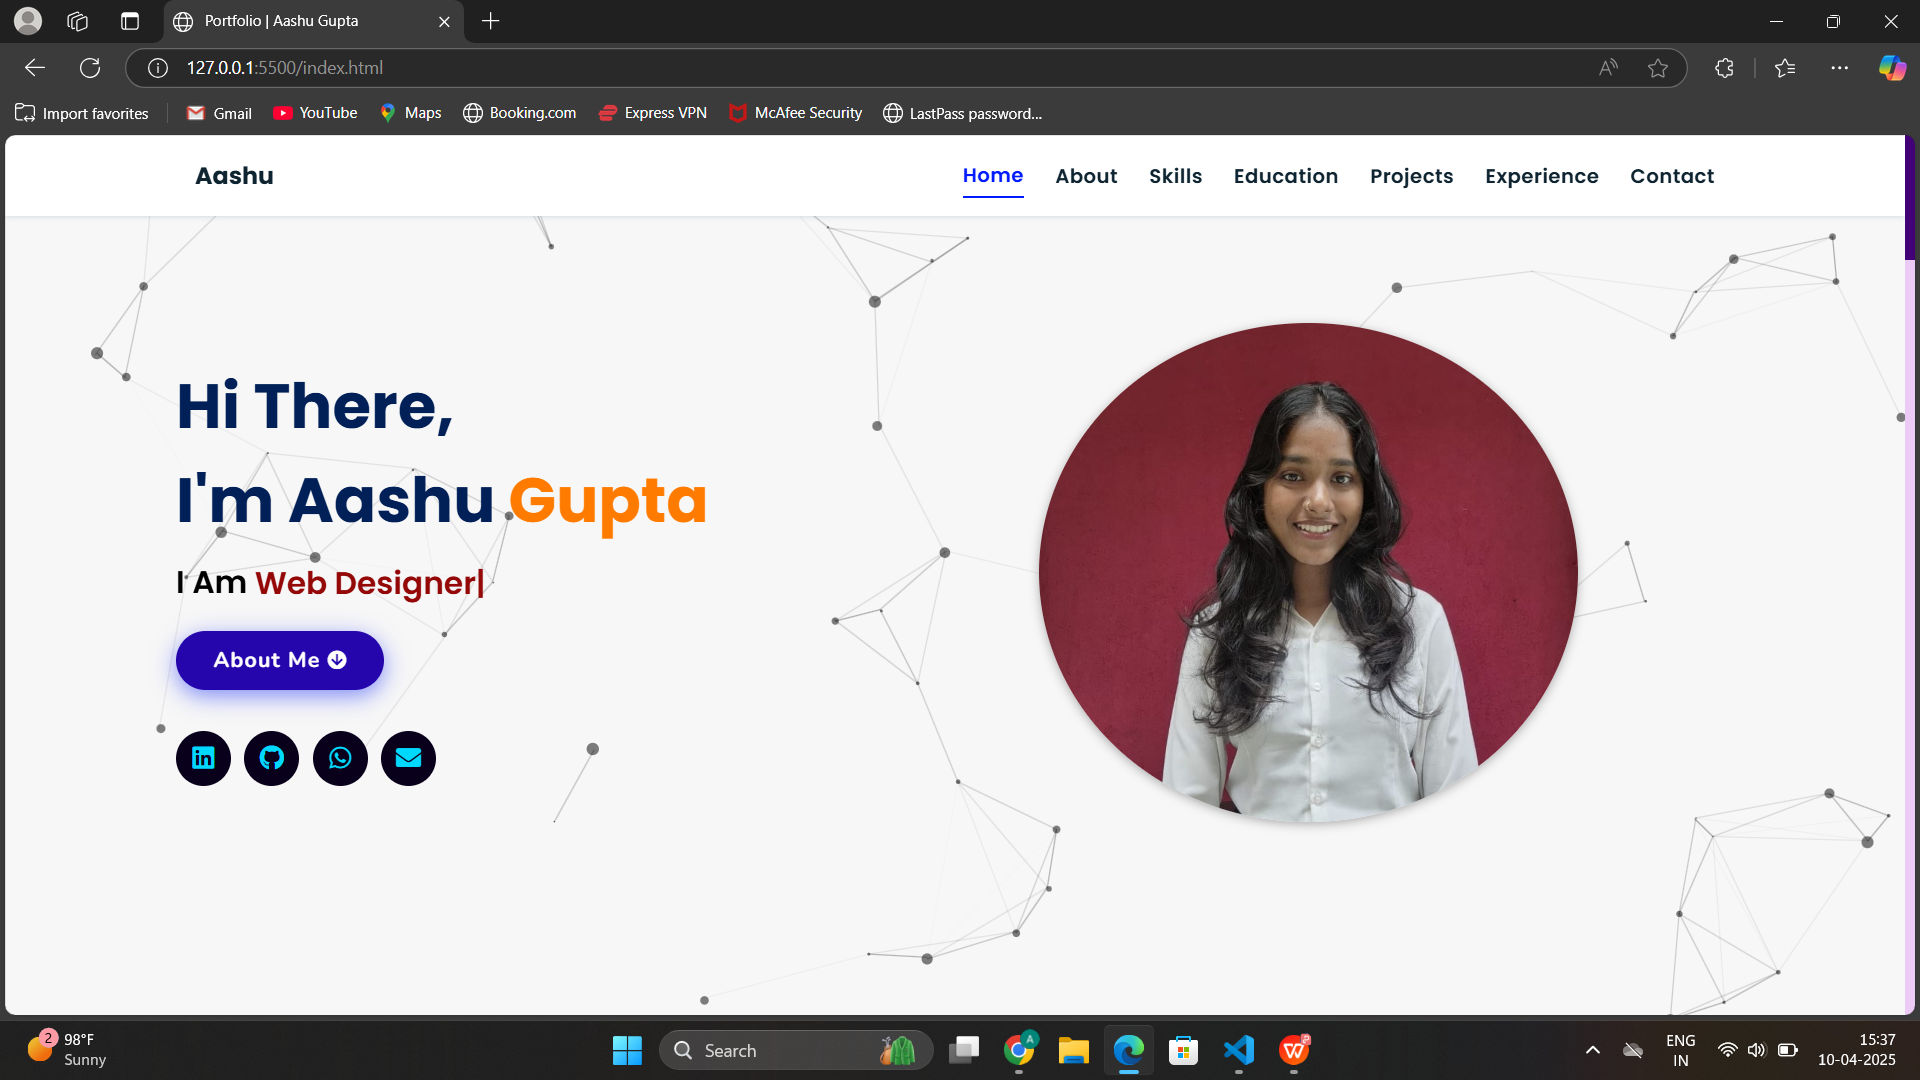 Portfolio | Aashu Gupta
127.0.0.1:5500/index.html
Import favorites
Gmail
YouTube
Maps
Booking.com
Express VPN
McAfee Security
LastPass password...
Aashu
Home
About
Skills
Education
Projects
Experience
Contact
Hi There,
I'm Aashu Gupta
I Am Web Designer|
About Me
2
98°F
Sunny
Search
A
ENG
IN
15:37
10-04-2025